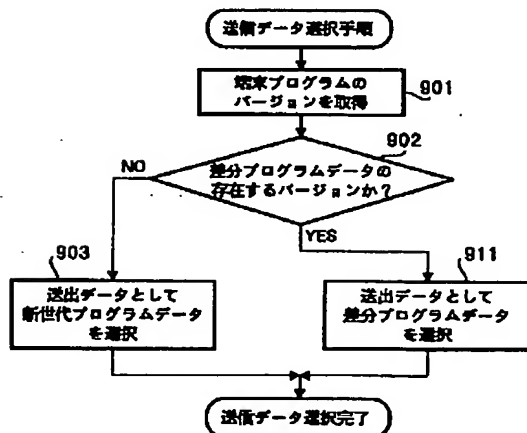 送信データ選択手順
端末プログラムの
バージョンを取得
901
902
差分プログラムデータの
存在するバージョンか？
NO
YES
903
送出データとして
新世代プログラムデータ
を選択
911
送出データとして
差分プログラムデータ
を選択
送信データ選択完了